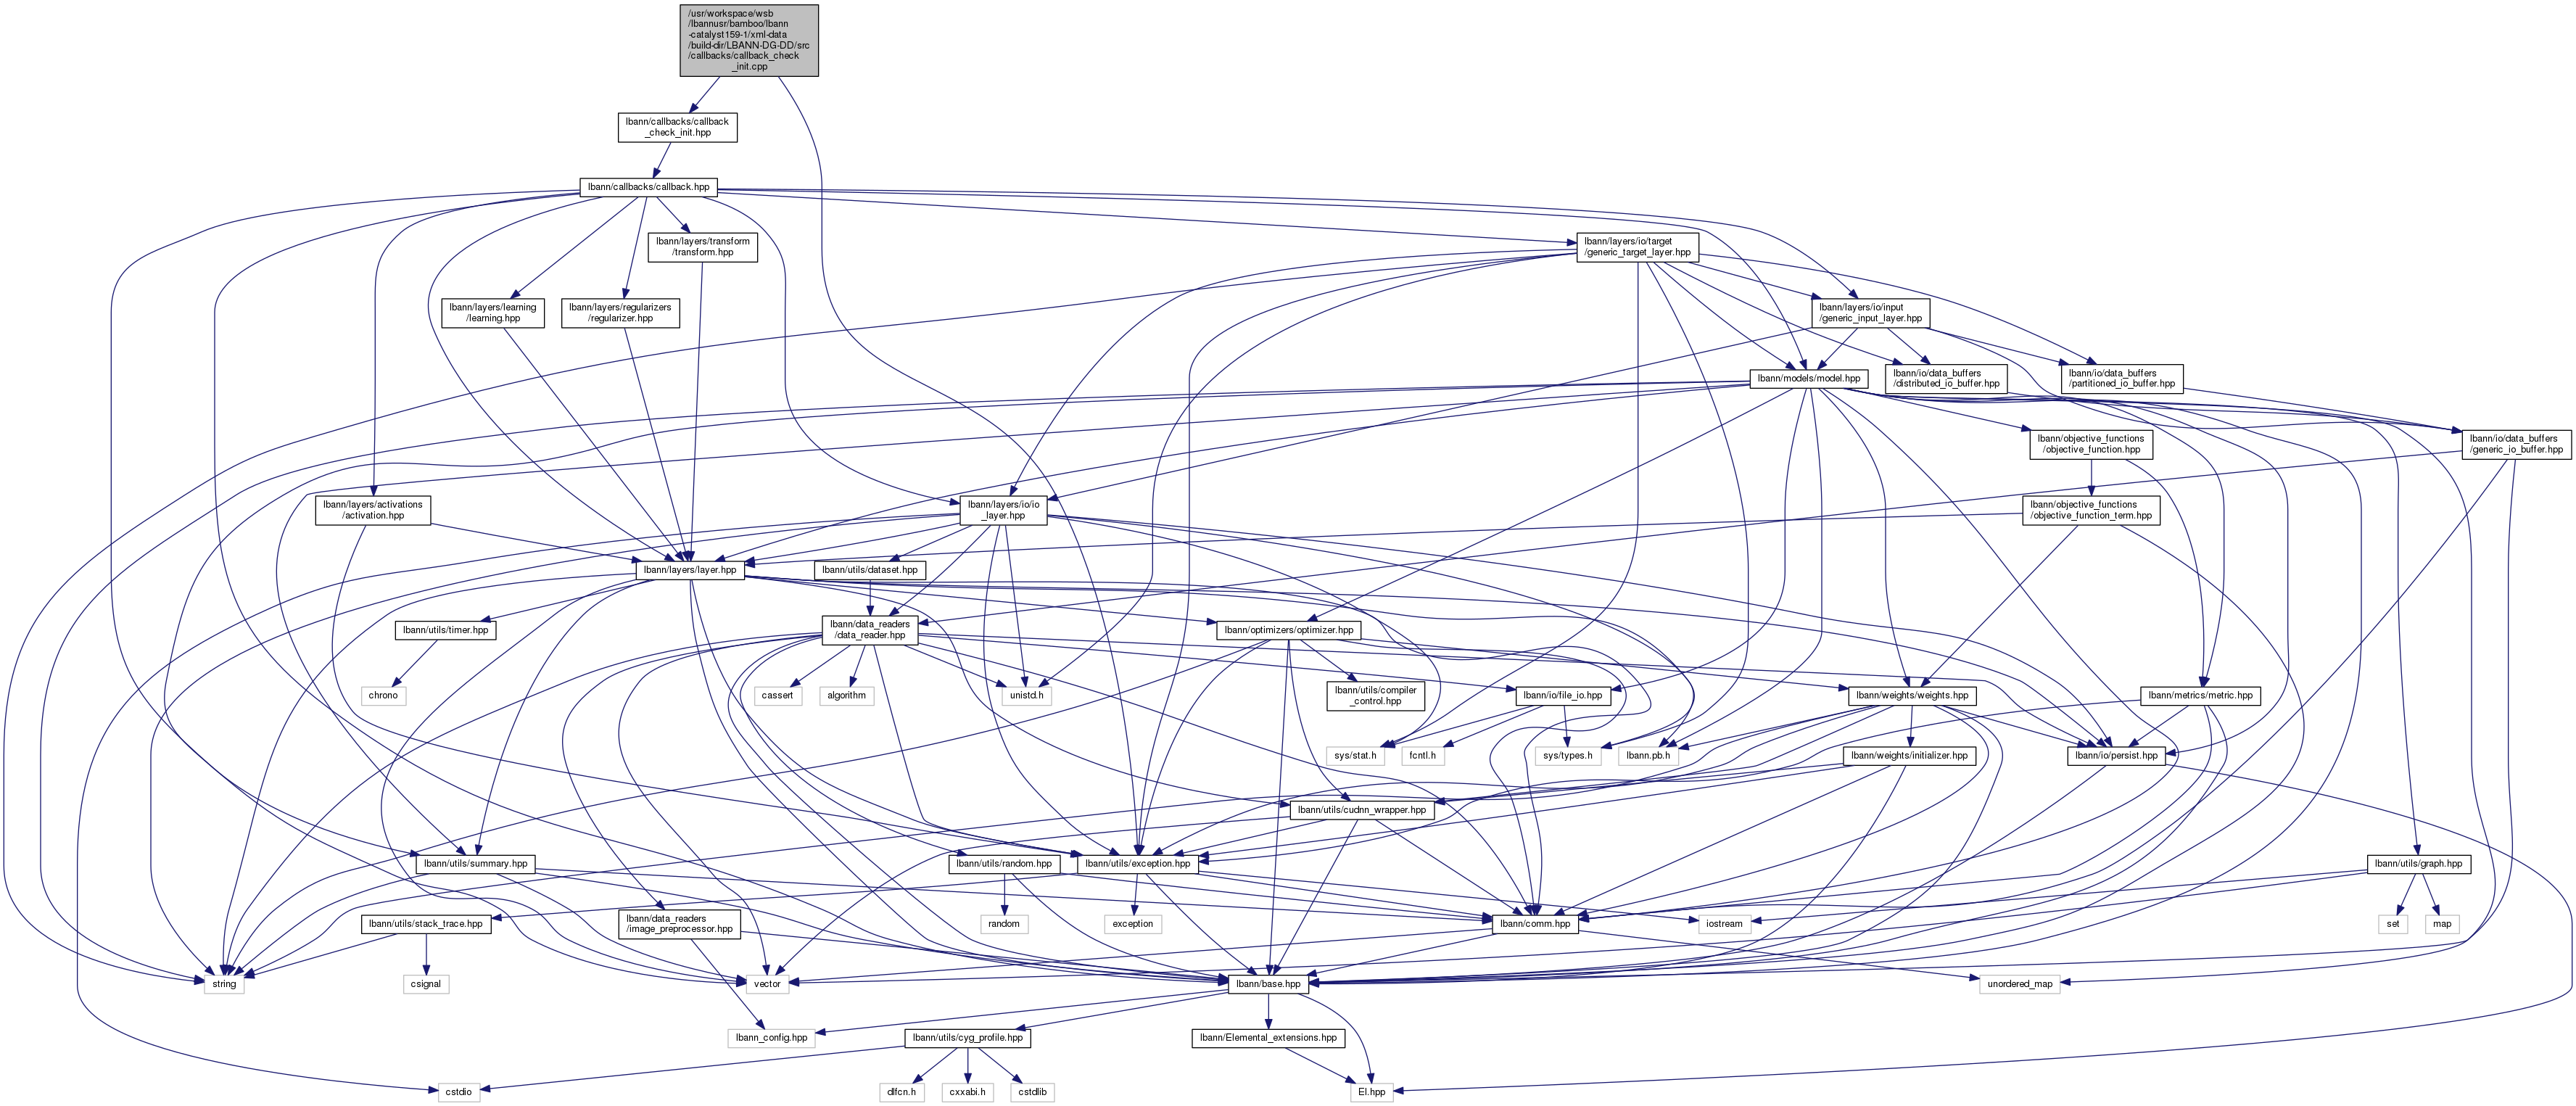 /usr/workspace/wsb
/lbannusr/bamboo/lbann
-catalyst159-1/xml-data
/build-dir/LBANN-DG-DD/src
/callbacks/callback_check
_init.cpp
lbann/callbacks/callback
_check_init.hpp
lbann/callbacks/callback.hpp
lbann/layers/transform
/transform.hpp
lbann/layers/io/target
/generic_target_layer.hpp
lbann/layers/learning
/learning.hpp
lbann/layers/regularizers
/regularizer.hpp
lbann/layers/io/input
/generic_input_layer.hpp
lbann/models/model.hpp
lbann/io/data_buffers
/distributed_io_buffer.hpp
lbann/io/data_buffers
/partitioned_io_buffer.hpp
lbann/objective_functions
/objective_function.hpp
lbann/io/data_buffers
/generic_io_buffer.hpp
lbann/layers/activations
/activation.hpp
lbann/layers/io/io
_layer.hpp
lbann/objective_functions
/objective_function_term.hpp
lbann/layers/layer.hpp
lbann/utils/dataset.hpp
lbann/utils/timer.hpp
lbann/data_readers
/data_reader.hpp
lbann/optimizers/optimizer.hpp
chrono
cassert
algorithm
unistd.h
lbann/utils/compiler
_control.hpp
lbann/io/file_io.hpp
lbann/weights/weights.hpp
lbann/metrics/metric.hpp
sys/stat.h
fcntl.h
sys/types.h
lbann.pb.h
lbann/weights/initializer.hpp
lbann/io/persist.hpp
lbann/utils/cudnn_wrapper.hpp
lbann/utils/summary.hpp
lbann/utils/random.hpp
lbann/utils/exception.hpp
lbann/utils/graph.hpp
lbann/utils/stack_trace.hpp
lbann/data_readers
/image_preprocessor.hpp
random
exception
lbann/comm.hpp
iostream
set
map
string
csignal
vector
lbann/base.hpp
unordered_map
lbann_config.hpp
lbann/utils/cyg_profile.hpp
lbann/Elemental_extensions.hpp
cstdio
dlfcn.h
cxxabi.h
cstdlib
El.hpp